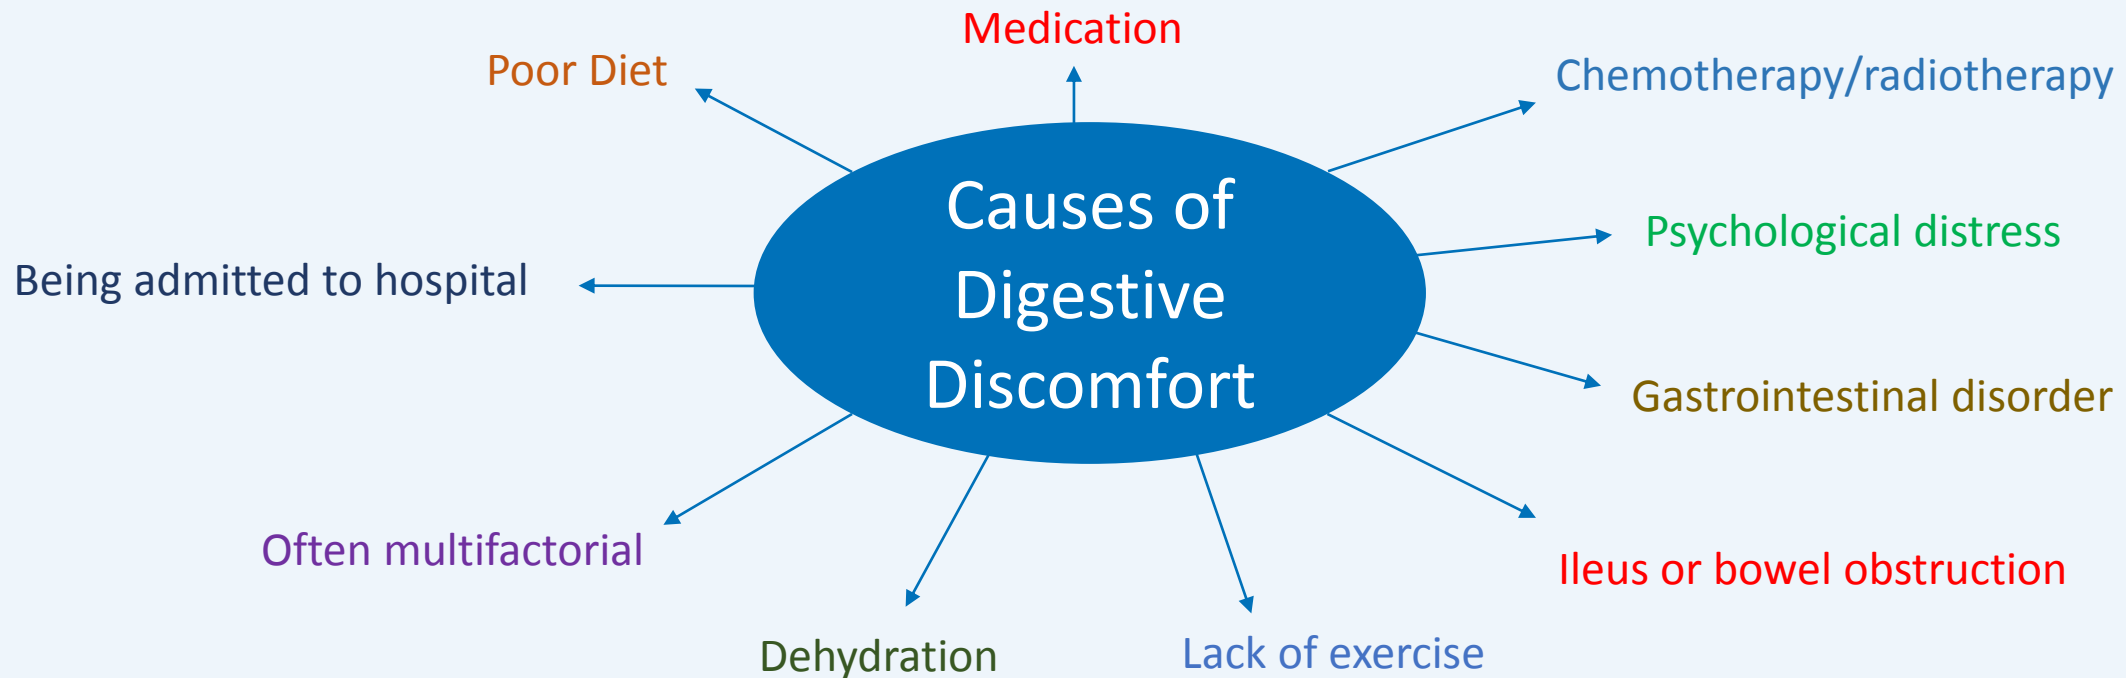 Medication
Poor Diet
Chemotherapy/radiotherapy
Causes of
Digestive
Discomfort
Psychological distress
Being admitted to hospital
Gastrointestinal disorder
Often multifactorial
Ileus or bowel obstruction
Dehydration
Lack of exercise